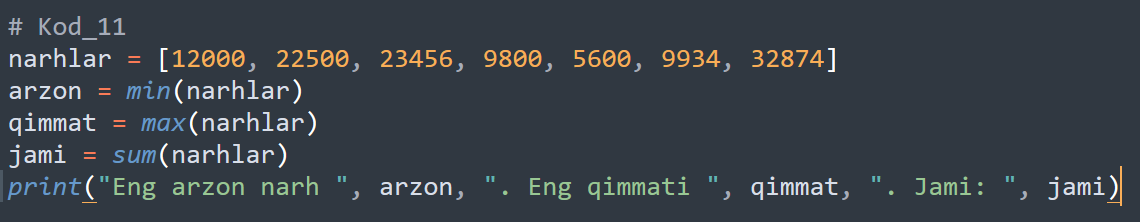 # Kod_11
narhlar = [12000, 22500, 23456, 9800, 5600, 9934, 32874]
arzon = min(narhlar)
qimmat = max(narhlar)
jami = sum(narhlar)
print("Eng arzon narh ", arzon, ". Eng qimmati ", qimmat, ". Jami: ", jami)